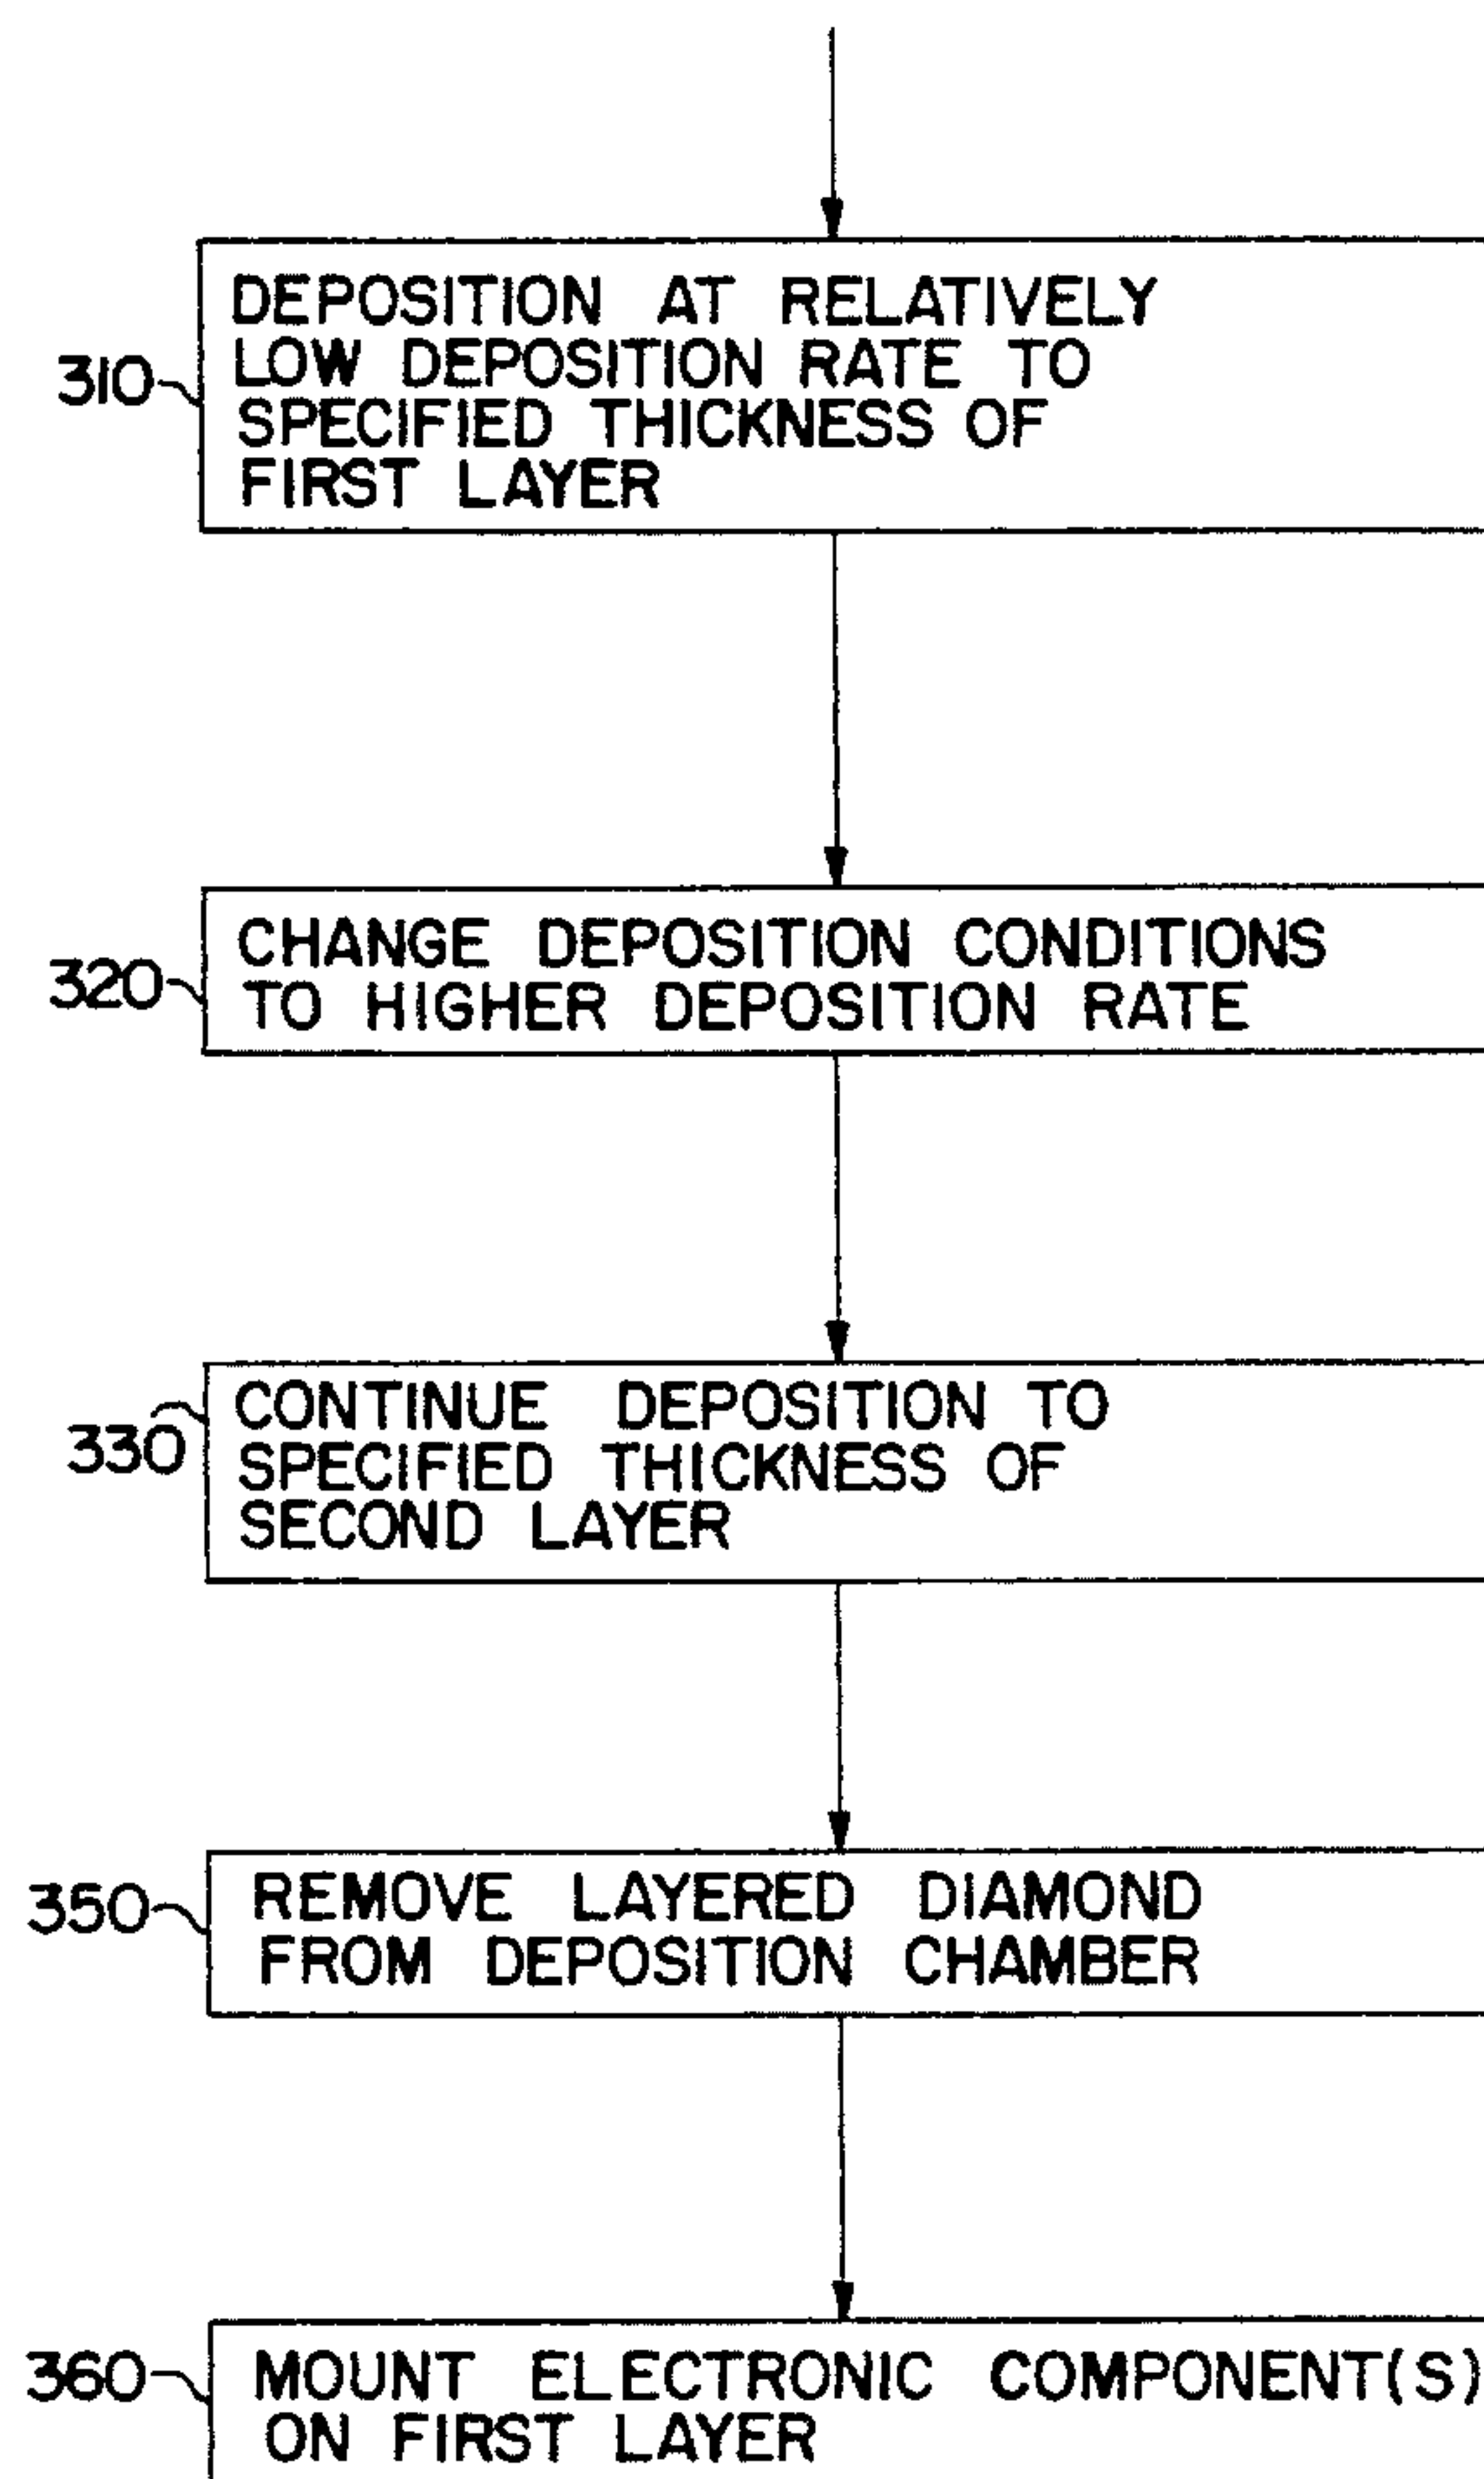 DEPOSITION AT RELATIVELY
LOW DEPOSITION RATE TO
SPECIFIED THICKNESS OF
FIRST LAYER
310
CHANGE DEPOSITION CONDITIONS
TO HIGHER DEPOSITION RATE
320
CONTINUE DEPOSITION TO
SPECIFIED THICKNESS OF
SECOND LAYER
330
REMOVE LAYERED DIAMOND
FROM DEPOSITION CHAMBER
350
MOUNT ELECTRONIC COMPONENT(S)
ON FIRST LAYER
360